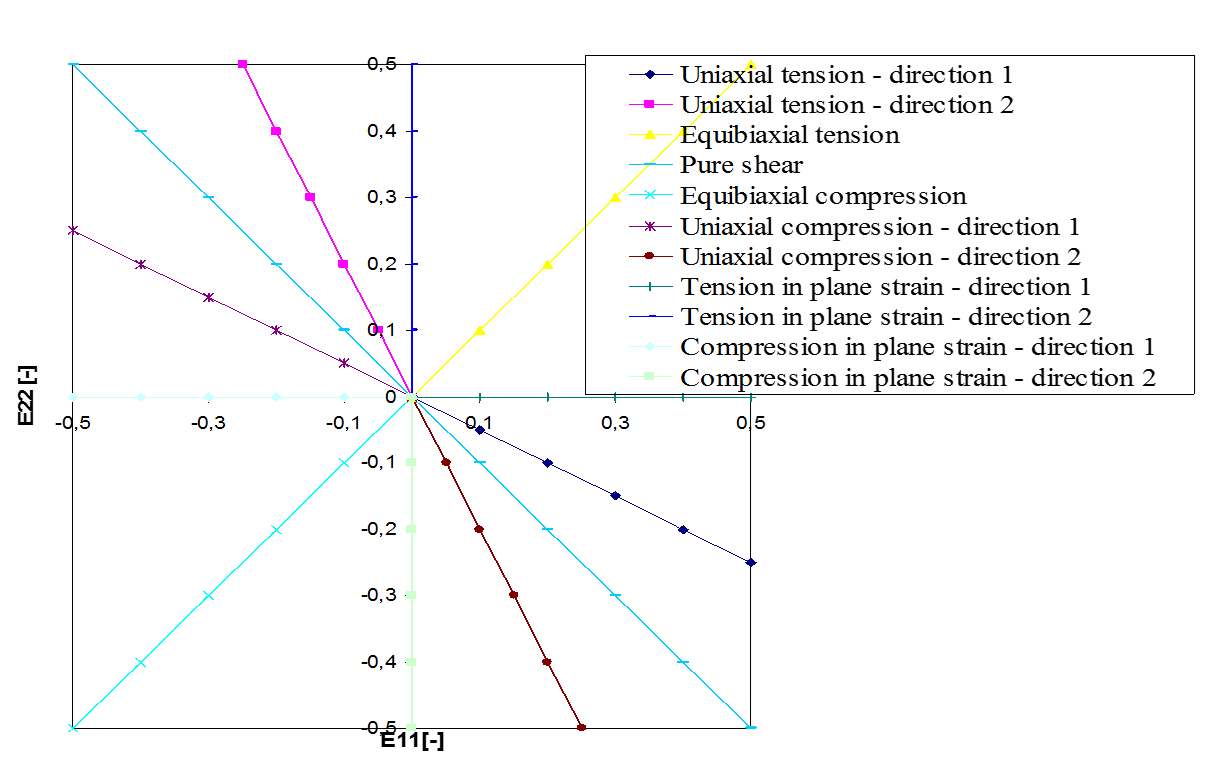 0,5
Uniaxial tension - direction 1
Uniaxial tension - direction 2
0,4
Equibiaxial tension
Pure shear
0,3
Equibiaxial compression
Uniaxial compression - direction 1
0,2
Uniaxial compression - direction 2
Tension in plane strain - direction 1
0,1
Tension in plane strain - direction 2
Compression in plane strain - direction 1
Compression in plane strain - direction 2
E22 [-]
0
-0,5 -0,3 -0,1 0,1 0,3 0,5
-0,1
-0,2
-0,3
-0,4
-0,5
E11[-]